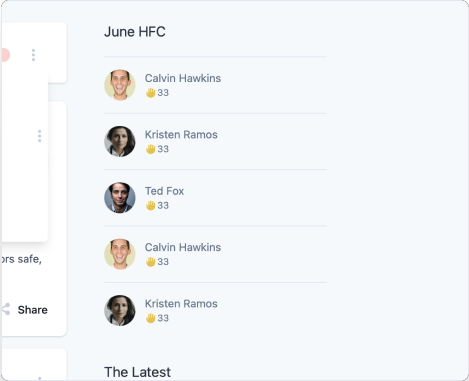 June HFC
Calvin Hawkins
👋 33
Kristen Ramos
👋 33
Ted Fox
👋 33
Calvin Hawkins
👋 33
Kristen Ramos
👋 33
ors safe,
Share
The Latest